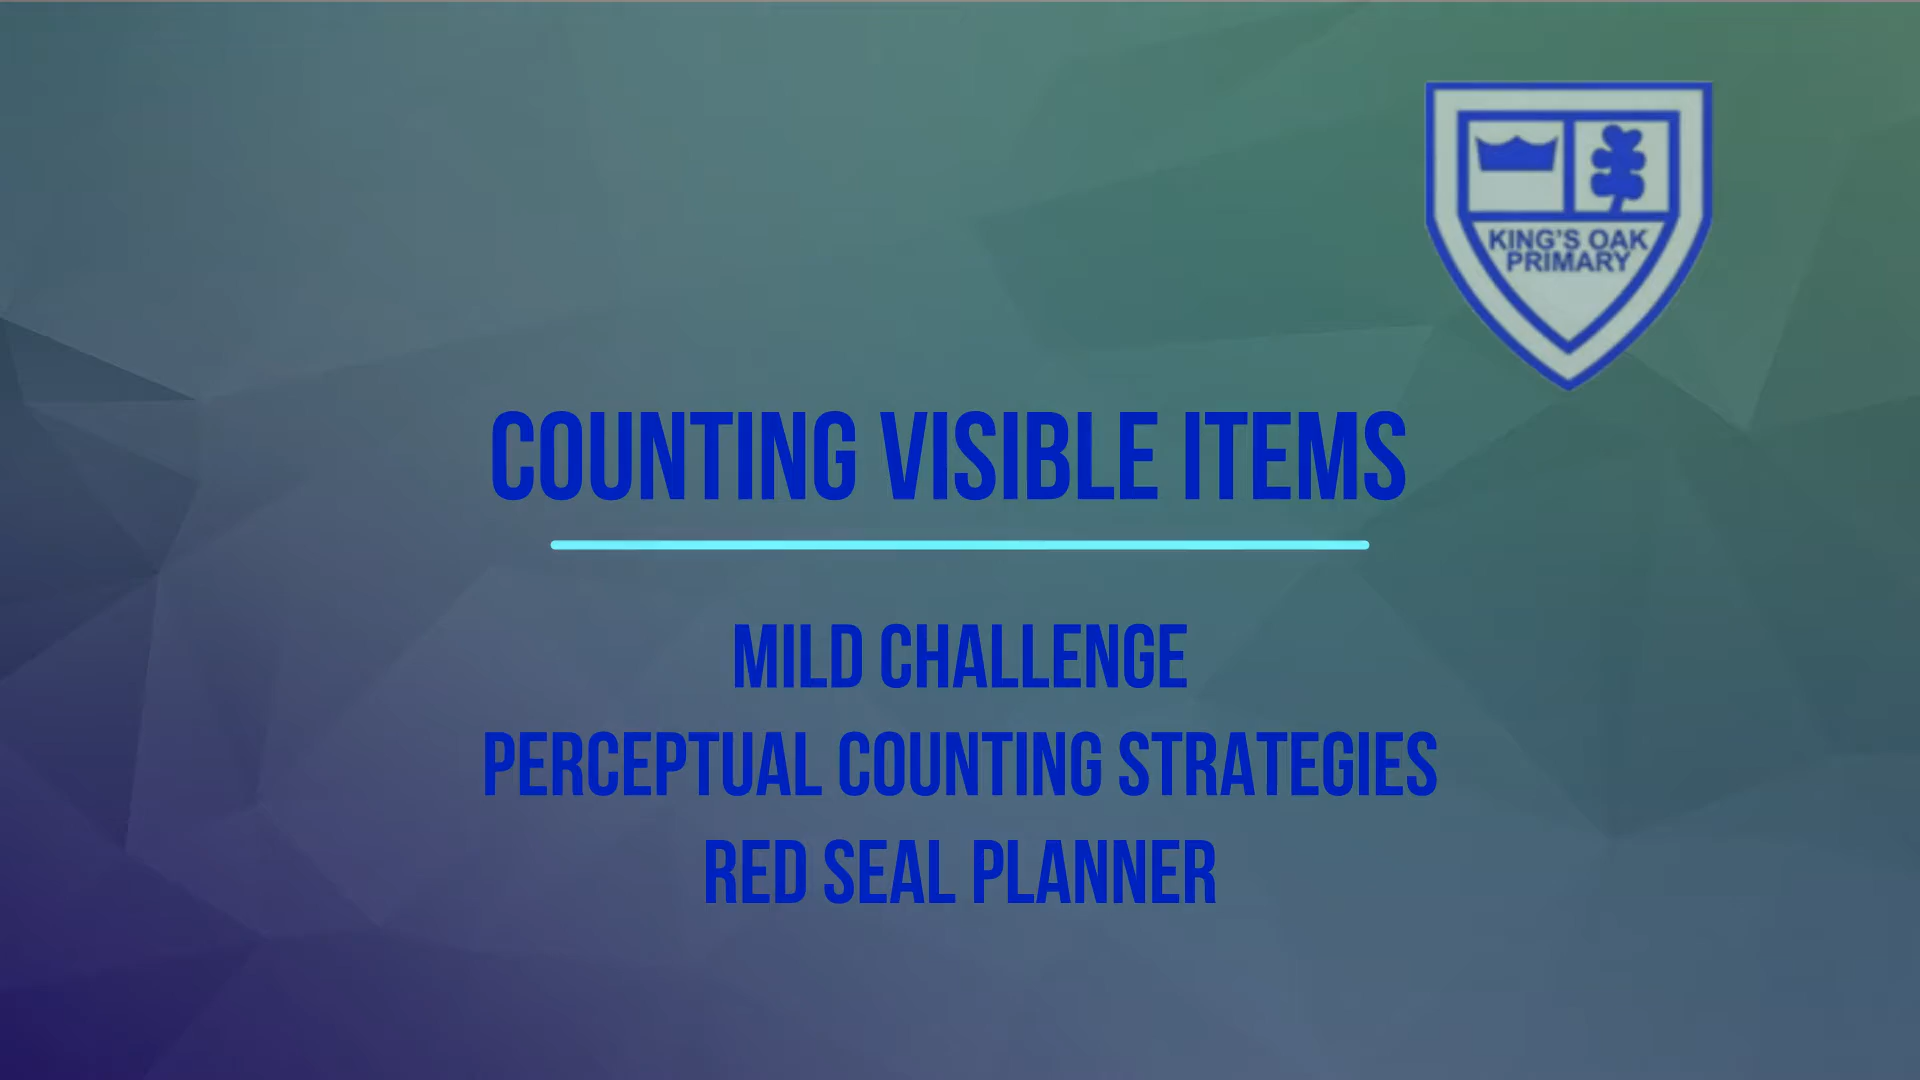 KING'S OAK
PRIMARY
COUNTING VISIBLE ITEMS
MILD CHALLENGE
PERCEPTUAL COUNTING STRATEGIES
RED SEAL PLANNER